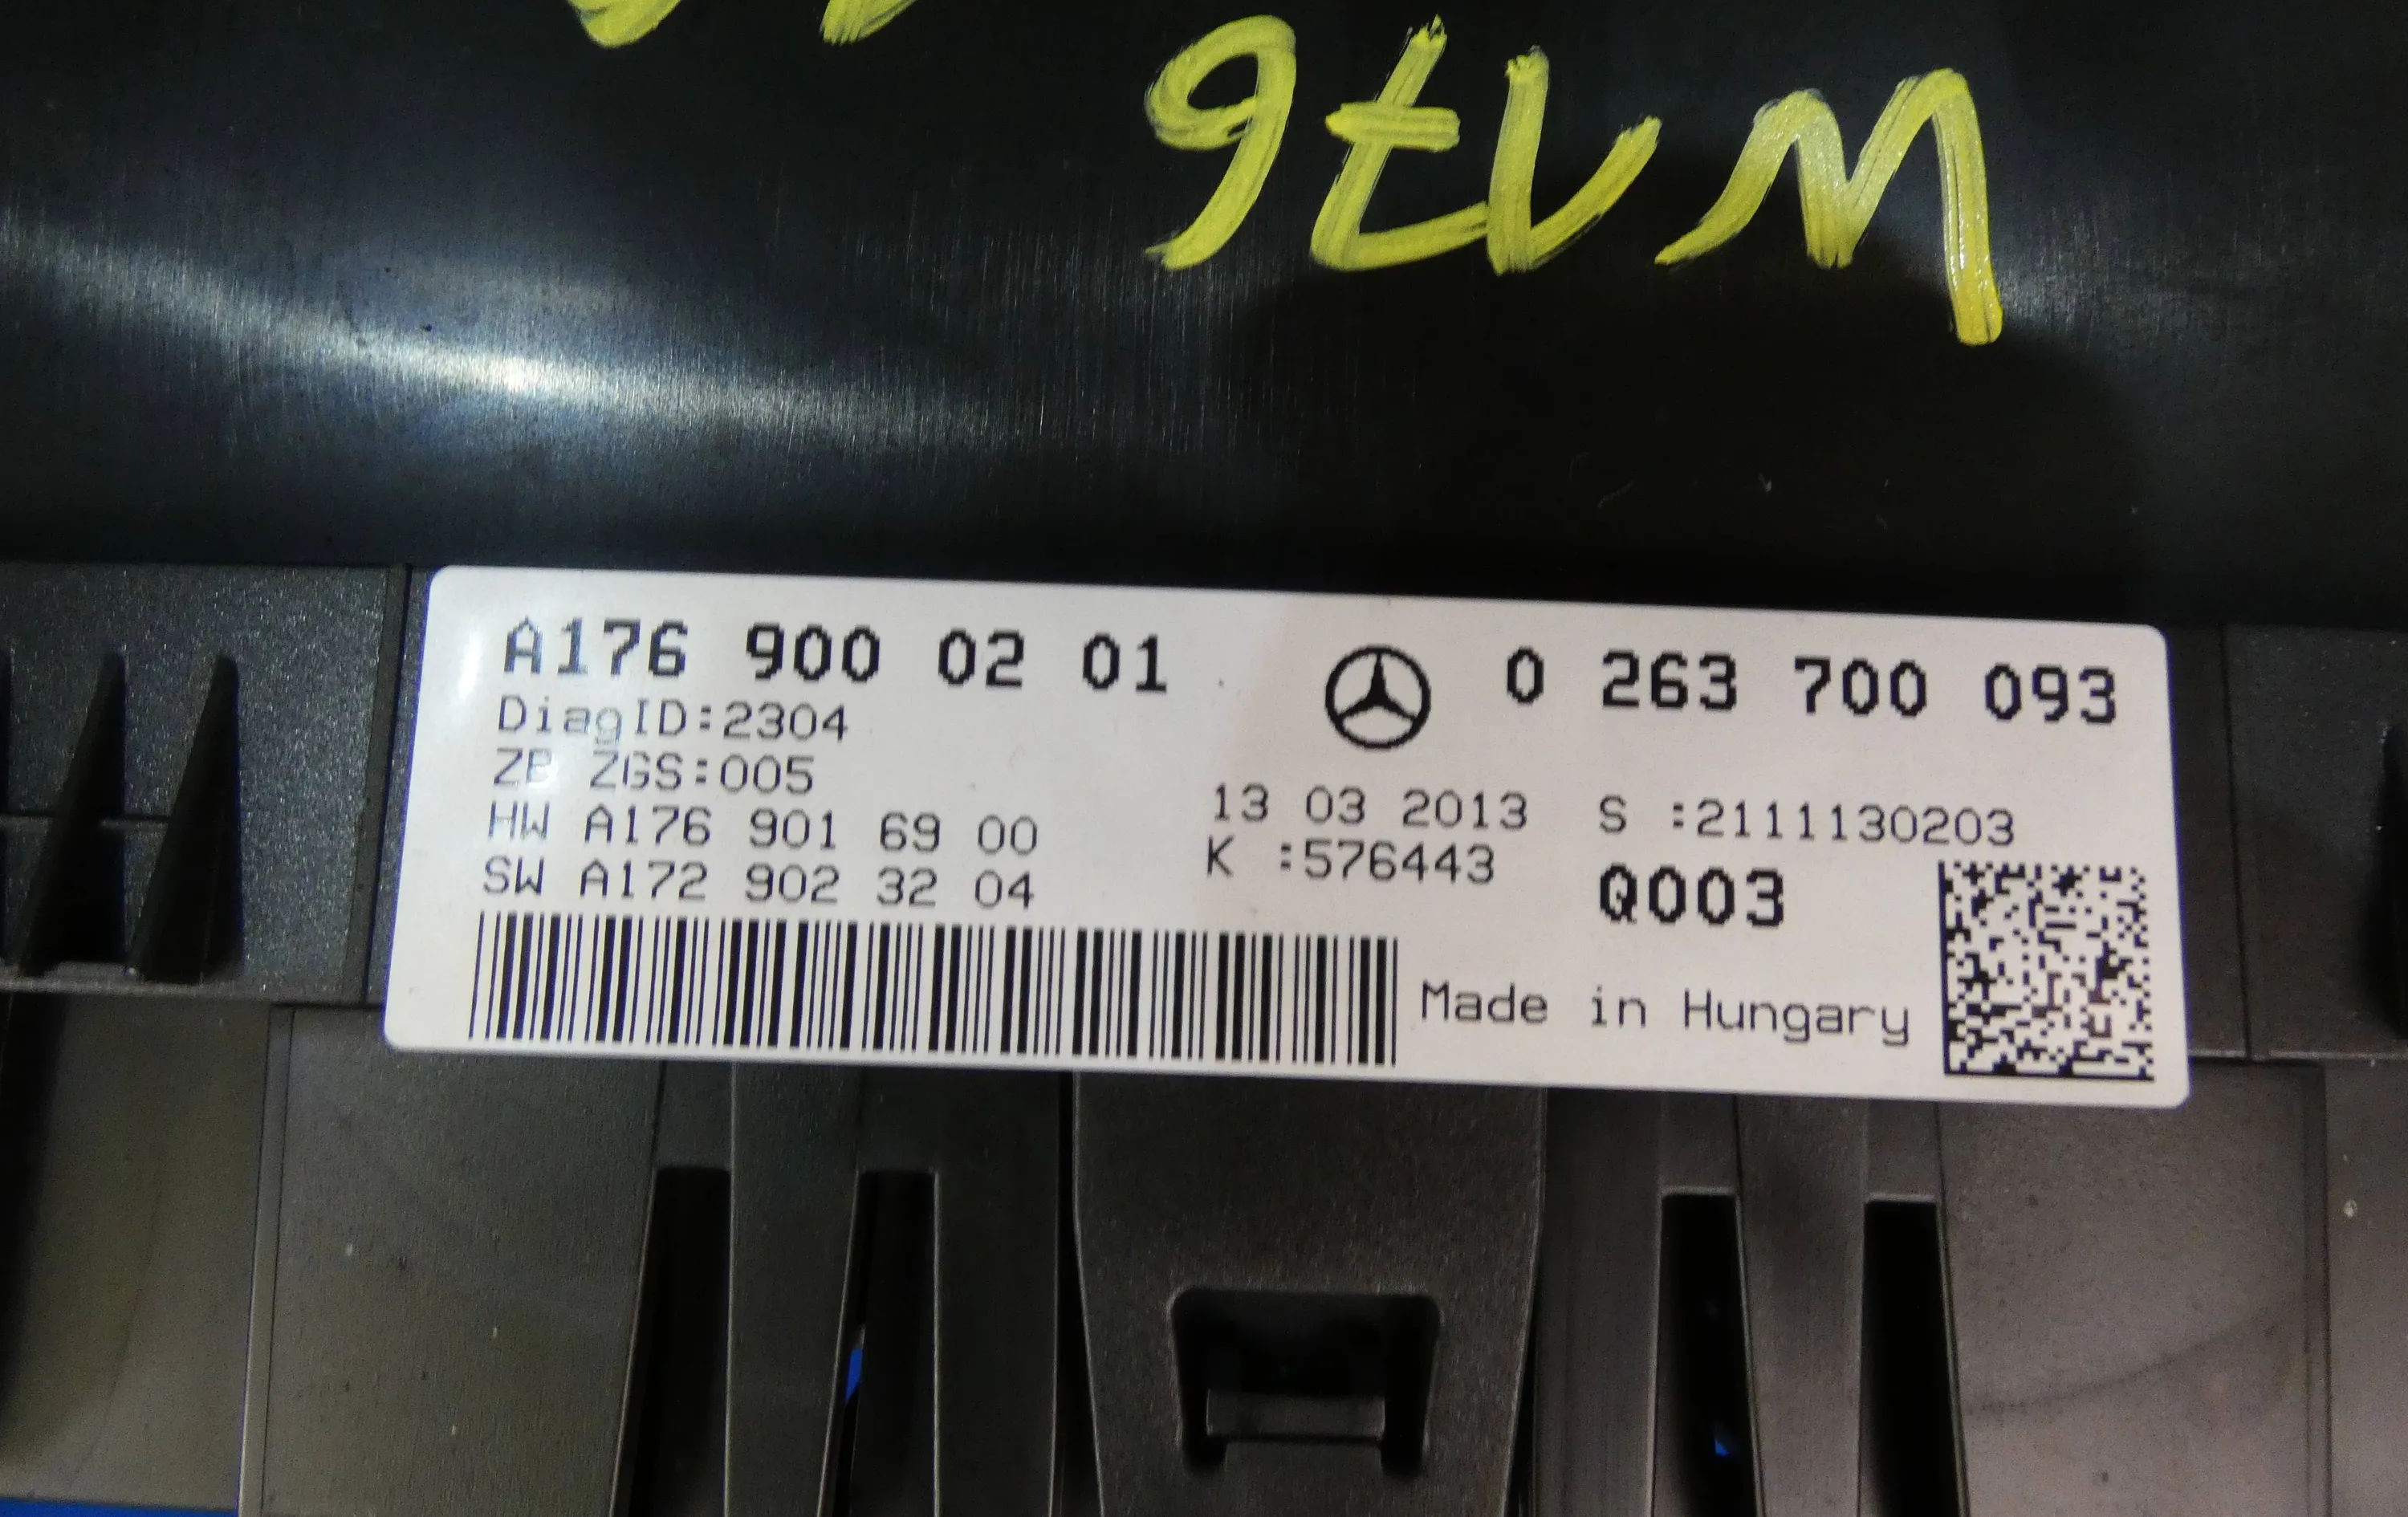 W176
A176 900 02 01
0 263 700 093
DiagID:2304
ZB ZGS:005
HW A176 901 69 00
SW A172 902 32 04
13 03 2013
K :576443
S :2111130203
Q003
Made in Hungary